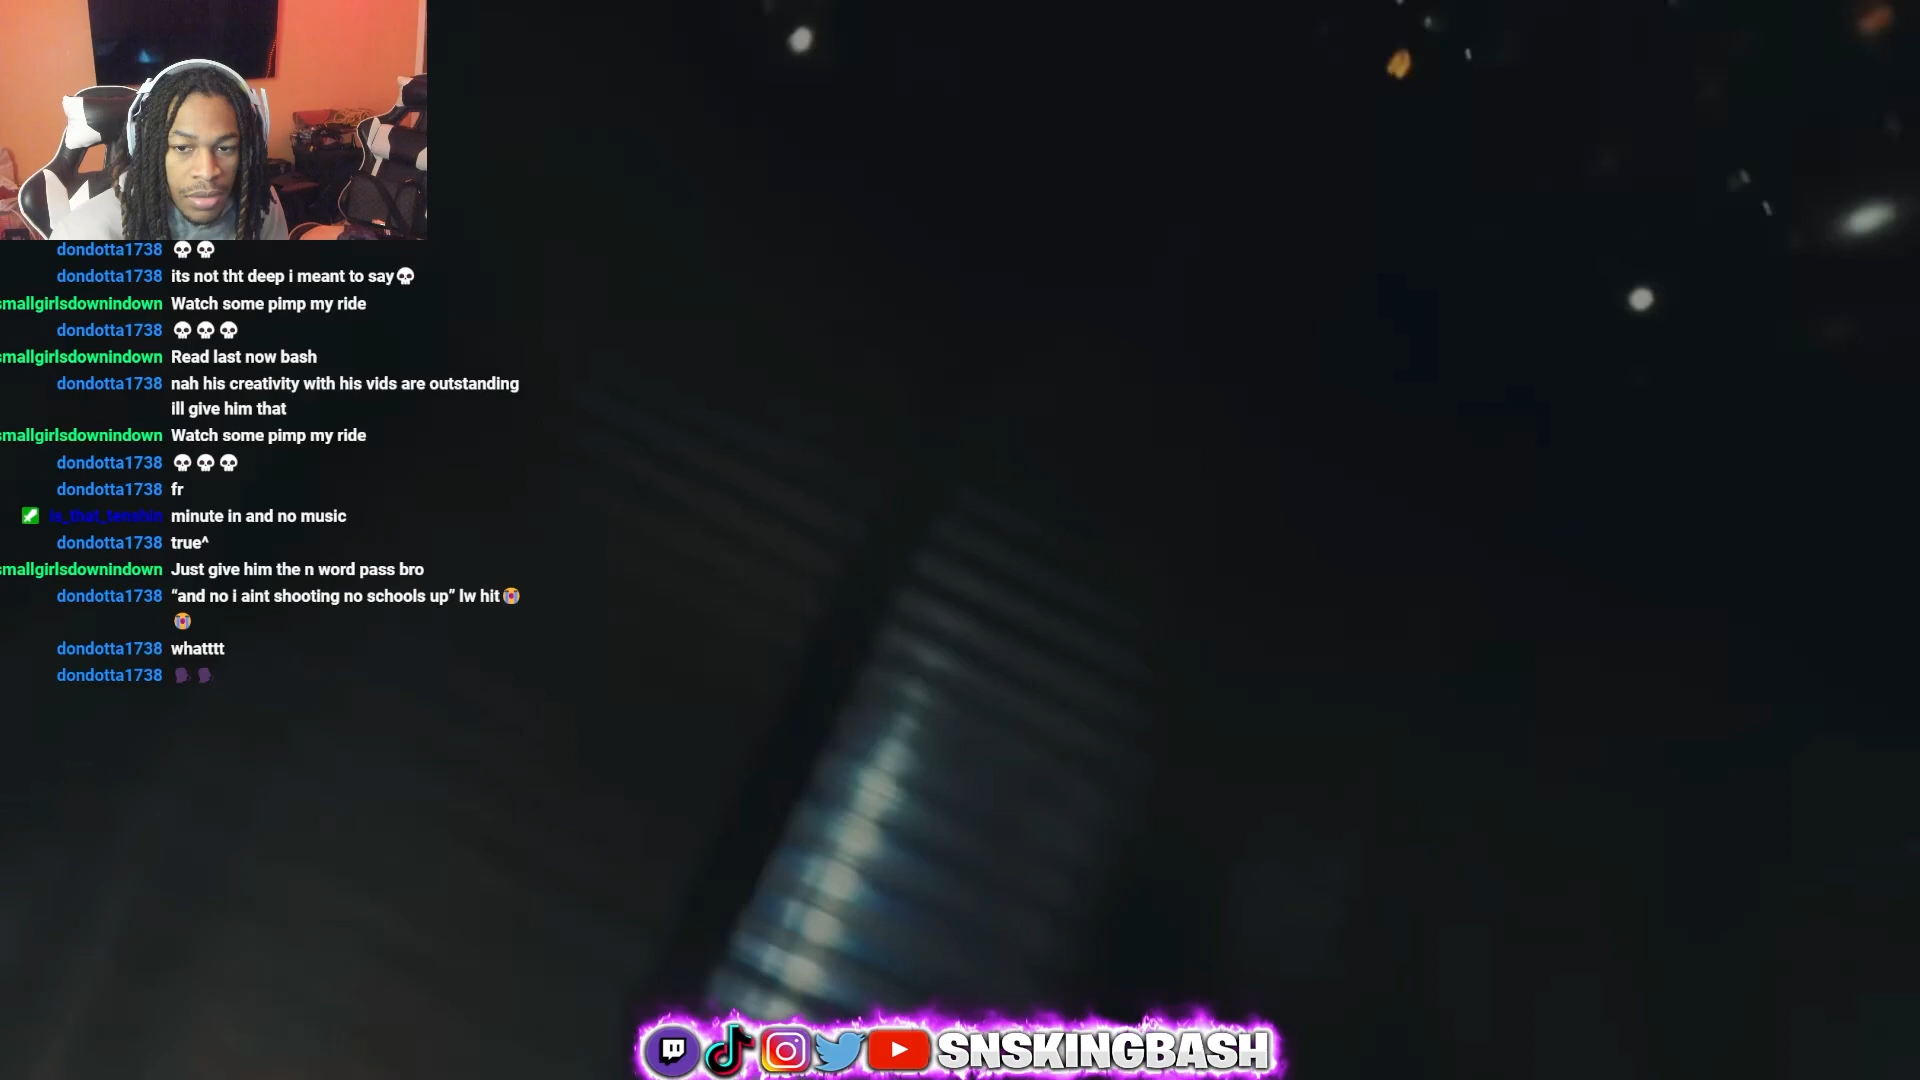 dondotta1738 💀💀
dondotta1738 its not tht deep i meant to say💀
smallgirlsdownindown Watch some pimp my ride
dondotta1738 💀💀💀
smallgirlsdownindown Read last now bash
dondotta1738 nah his creativity with his vids are outstanding
ill give him that
smallgirlsdownindown Watch some pimp my ride
dondotta1738 💀💀💀
dondotta1738 fr
is_that_tenshin minute in and no music
dondotta1738 true^
smallgirlsdownindown Just give him the n word pass bro
dondotta1738 “and no i aint shooting no schools up” lw hit😭
😭
dondotta1738 whatttt
dondotta1738 🗣🗣
SNSKINGBASH